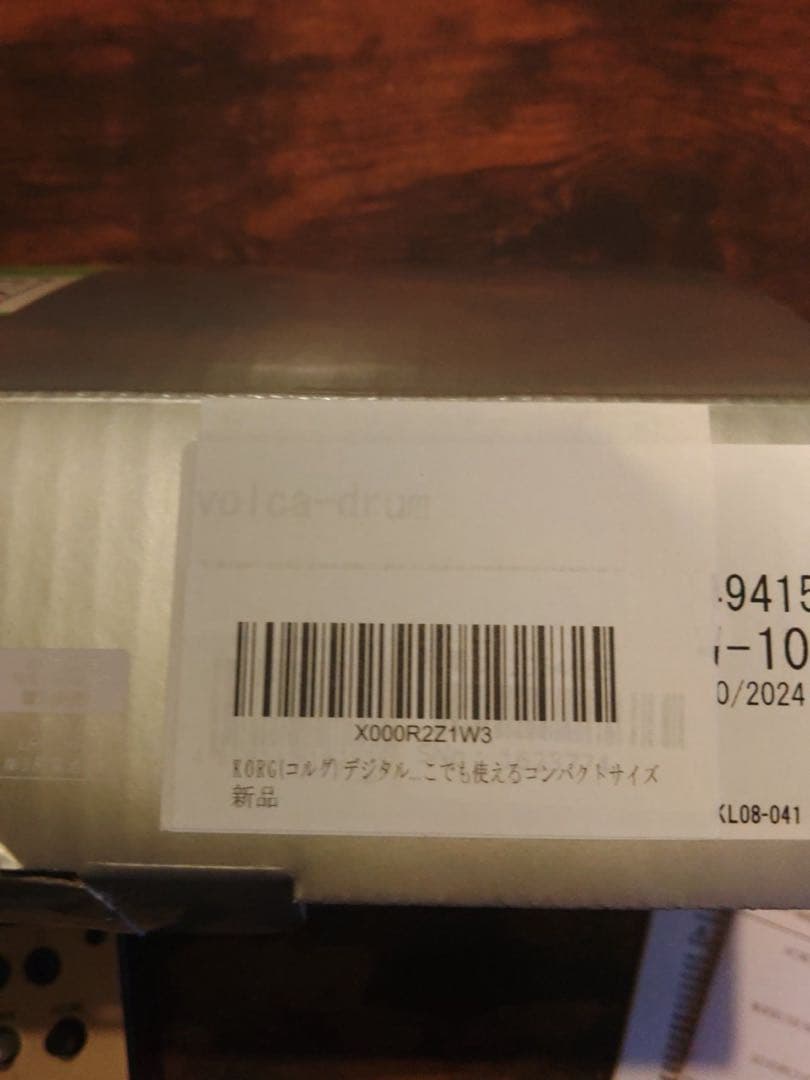 volca-drum
9415
-10
0/2024
X000R2Z1W3
KORG(コルグ)デジタル…こでも使えるコンパクトサイズ
新品
KL08-041